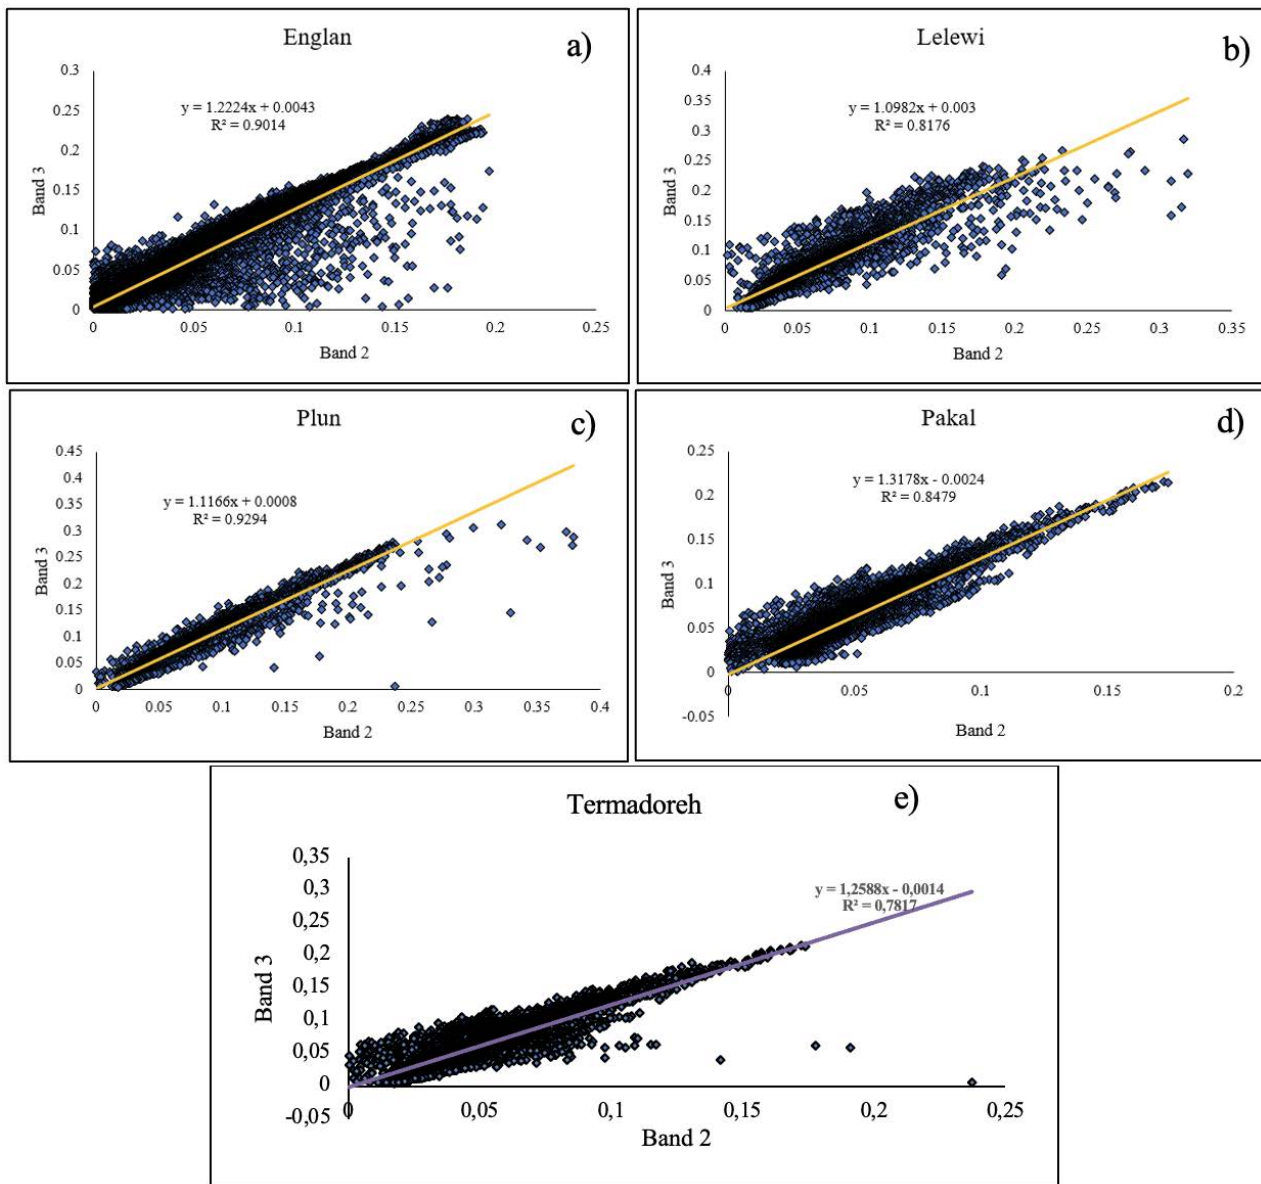 Englan
a)
y = 1.2224x + 0.0043
R² = 0.9014
0.3
0.25
0.2
0.15
0.1
0.05
0
Band 3
0 0.05 0.1 0.15 0.2 0.25
Band 2
Lelewi
b)
y = 1.0982x + 0.003
R² = 0.8176
0.4
0.35
0.3
0.25
0.2
0.15
0.1
0.05
0
Band 3
0 0.05 0.1 0.15 0.2 0.25 0.3 0.35
Band 2
Plun
c)
y = 1.1166x + 0.0008
R² = 0.9294
0.45
0.4
0.35
0.3
0.25
0.2
0.15
0.1
0.05
0
Band 3
0 0.05 0.1 0.15 0.2 0.25 0.3 0.35 0.4
Band 2
Pakal
d)
y = 1.3178x - 0.0024
R² = 0.8479
0.25
0.2
0.15
0.1
0.05
0
-0.05
Band 3
0 0.05 0.1 0.15 0.2
Band 2
Termadoreh
e)
y = 1,2588x - 0,0014
R² = 0,7817
0,35
0,3
0,25
0,2
0,15
0,1
0,05
0
-0,05
Band 3
0 0,05 0,1 0,15 0,2 0,25
Band 2